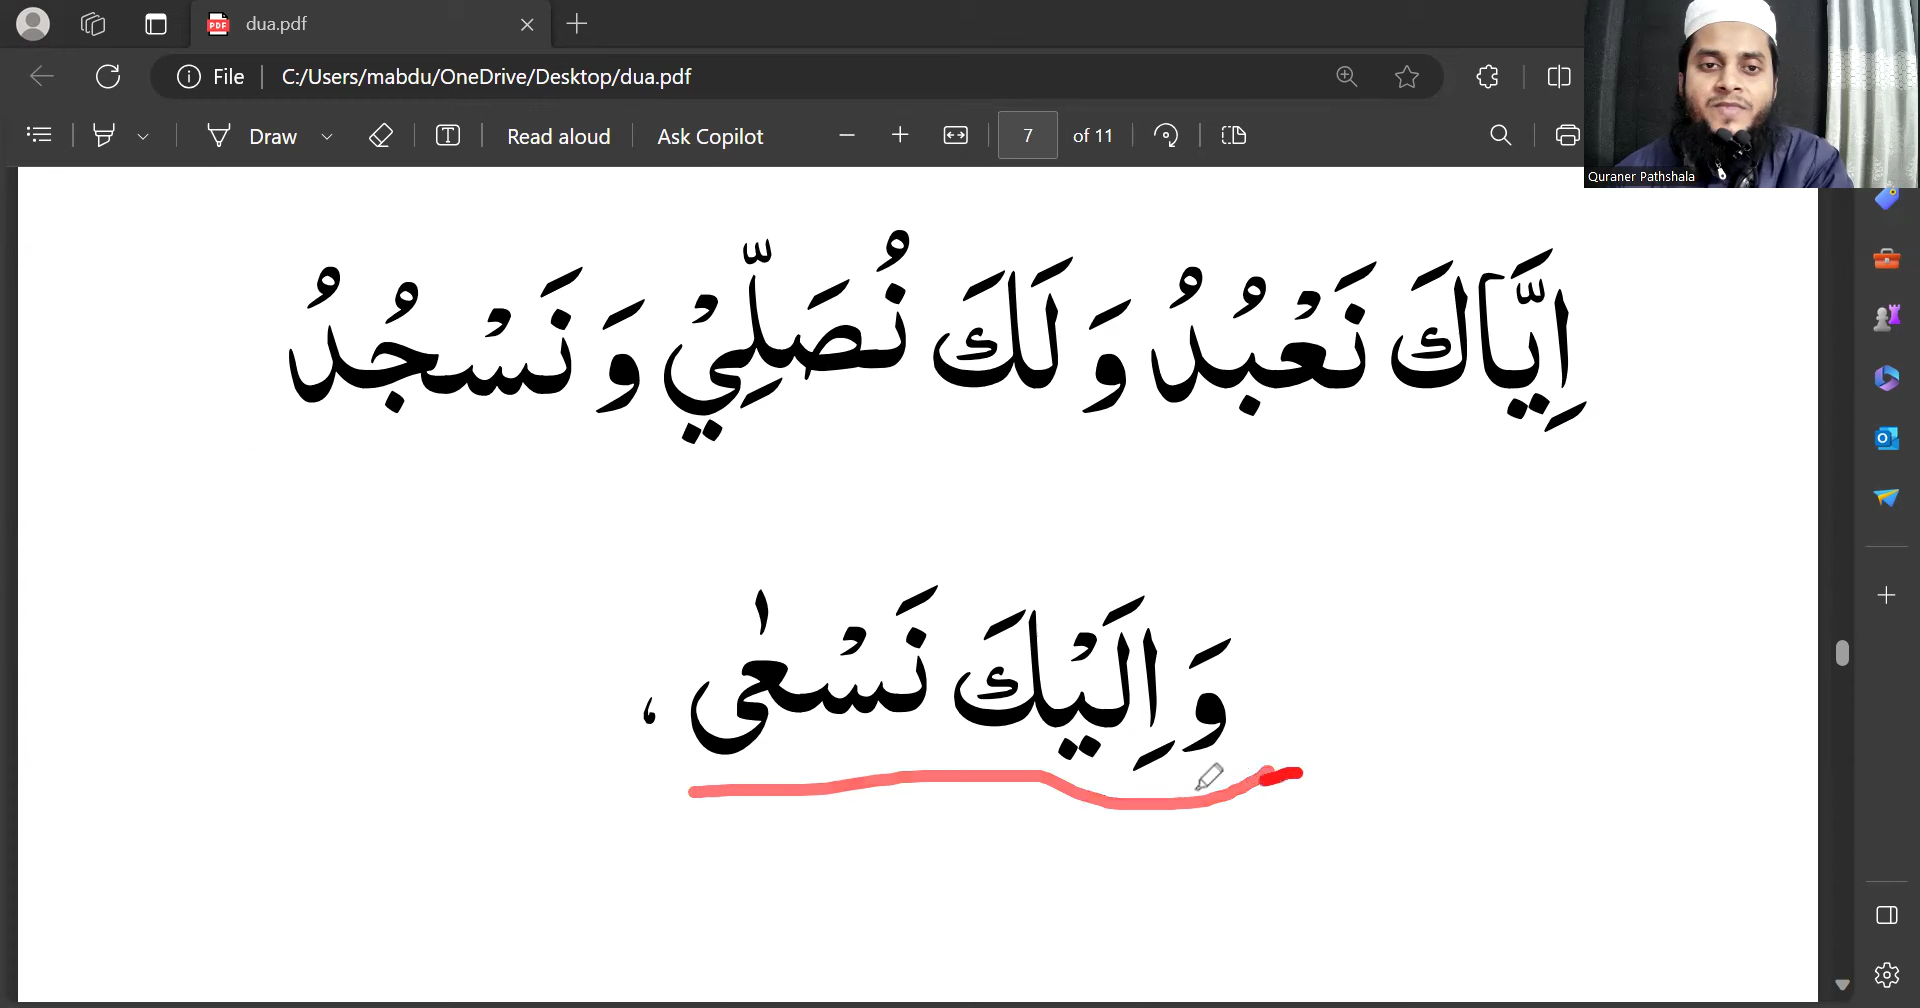 dua.pdf
File C:/Users/mabdu/OneDrive/Desktop/dua.pdf
Draw Read aloud Ask Copilot 7 of 11
Quraner Pathshala
اِيَّاكَ نَعْبُدُ وَ لَكَ نُصَلِّيْ وَ نَسْجُدُ
وَ اِلَيْكَ نَسْعٰى ،